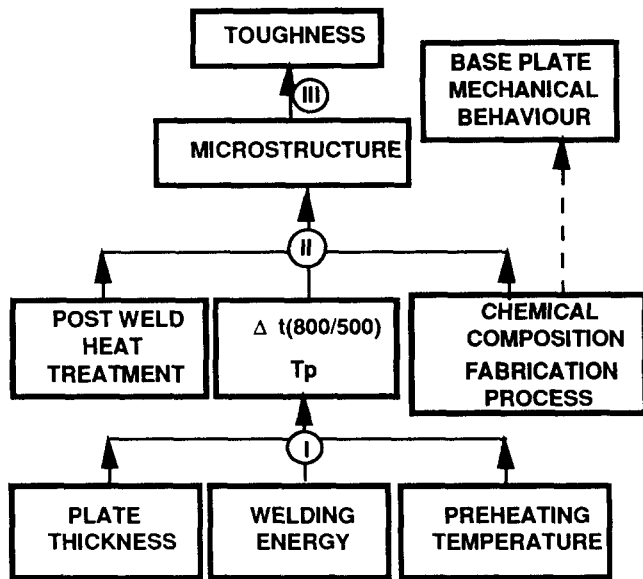 TOUGHNESS
BASE PLATE
MECHANICAL
BEHAVIOUR
III
MICROSTRUCTURE
II
POST WELD
HEAT
TREATMENT
Δ t(800/500)
Tp
CHEMICAL
COMPOSITION
FABRICATION
PROCESS
I
PLATE
THICKNESS
WELDING
ENERGY
PREHEATING
TEMPERATURE